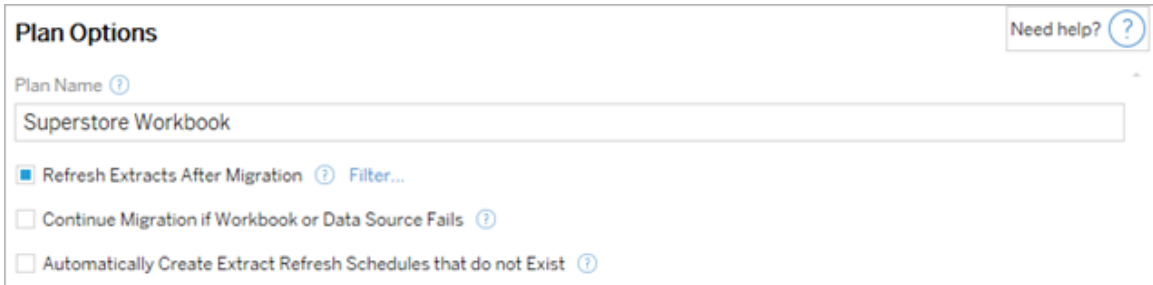 Plan Options
Need help? ?
Plan Name ?
Superstore Workbook
Refresh Extracts After Migration ? Filter...
Continue Migration if Workbook or Data Source Fails ?
Automatically Create Extract Refresh Schedules that do not Exist ?